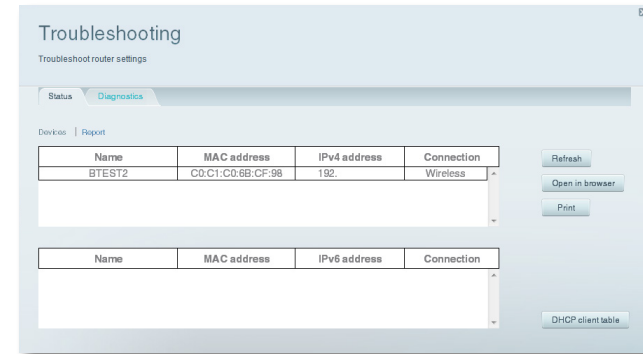 Troubleshooting
Troubleshoot router settings
Status Diagnostics
Devices | Report
Name MAC address IPv4 address Connection
BTEST2 C0:C1:C0:6B:CF:98 192. Wireless
Refresh
Open in browser
Print
Name MAC address IPv6 address Connection
DHCP client table